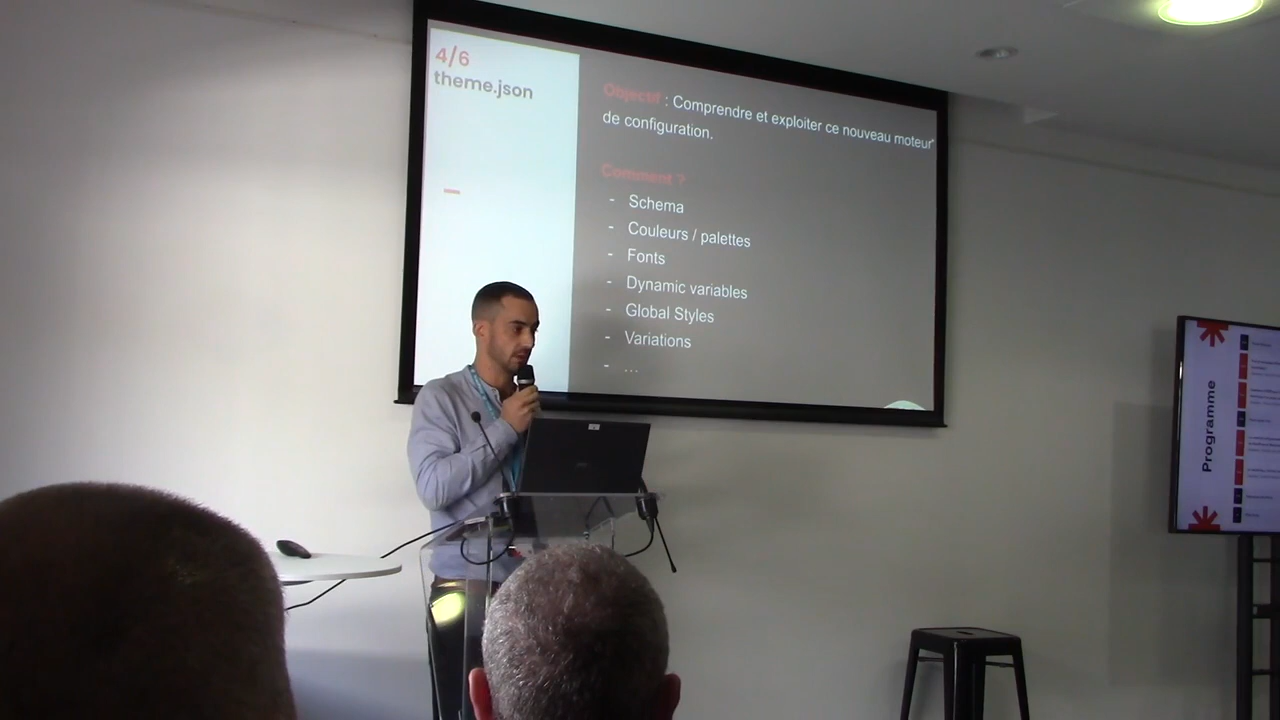 4/6
theme.json
Objectif : Comprendre et exploiter ce nouveau moteur
de configuration.
Comment ?
- Schema
- Couleurs / palettes
- Fonts
- Dynamic variables
- Global Styles
- Variations
- ...
Programme